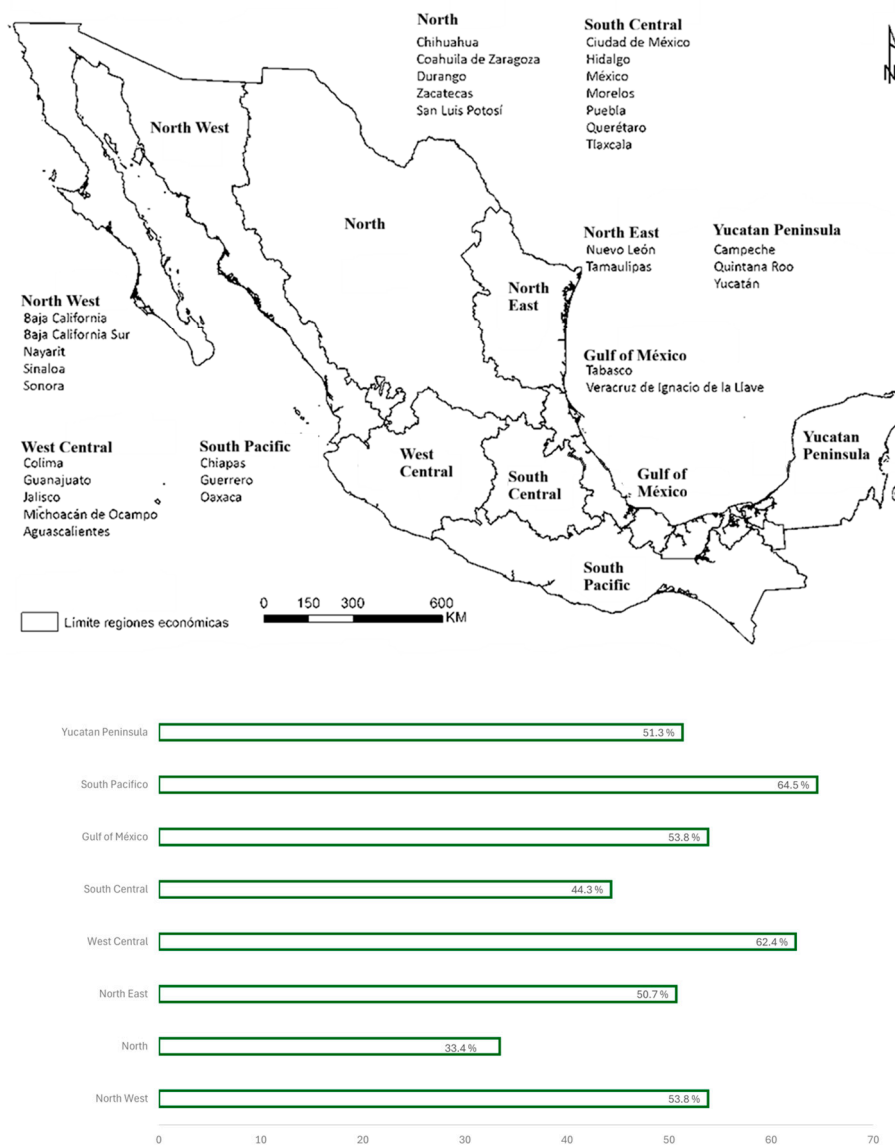 North
Chihuahua
Coahuila de Zaragoza
Durango
Zacatecas
San Luis Potosí
South Central
Ciudad de México
Hidalgo
México
Morelos
Puebla
Querétaro
Tlaxcala
N
North West
North
North East
Nuevo León
Tamaulipas
Yucatan Peninsula
Campeche
Quintana Roo
Yucatán
North
East
North West
Baja California
Baja California Sur
Nayarit
Sinaloa
Sonora
Gulf of México
Tabasco
Veracruz de Ignacio de la Llave
West Central
Colima
Guanajuato
Jalisco
Michoacán de Ocampo
Aguascalientes
South Pacific
Chiapas
Guerrero
Oaxaca
West
Central
South
Central
Gulf of
México
Yucatan
Peninsula
South
Pacific
Límite regiones económicas
0 150 300 600
KM
Yucatan Peninsula 51.3 %
South Pacifico 64.5 %
Gulf of México 53.8 %
South Central 44.3 %
West Central 62.4 %
North East 50.7 %
North 33.4 %
North West 53.8 %
0 10 20 30 40 50 60 70